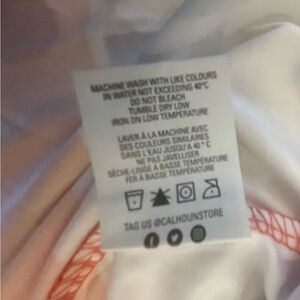 MACHINE WASH WITH LIKE COLOURS
IN WATER NOT EXCEEDING 40°C
DO NOT BLEACH
TUMBLE DRY LOW
IRON ON LOW TEMPERATURE
LAVER À LA MACHINE AVEC
DES COULEURS SIMILAIRES
DANS L'EAU JUSQU'A 40 ° C
NE PAS JAVELLISER
SÈCHE-LINGE À BASSE TEMPÉRATURE
FER A BASSE TEMPÉRATURE
TAG US @CALHOUNSTORE